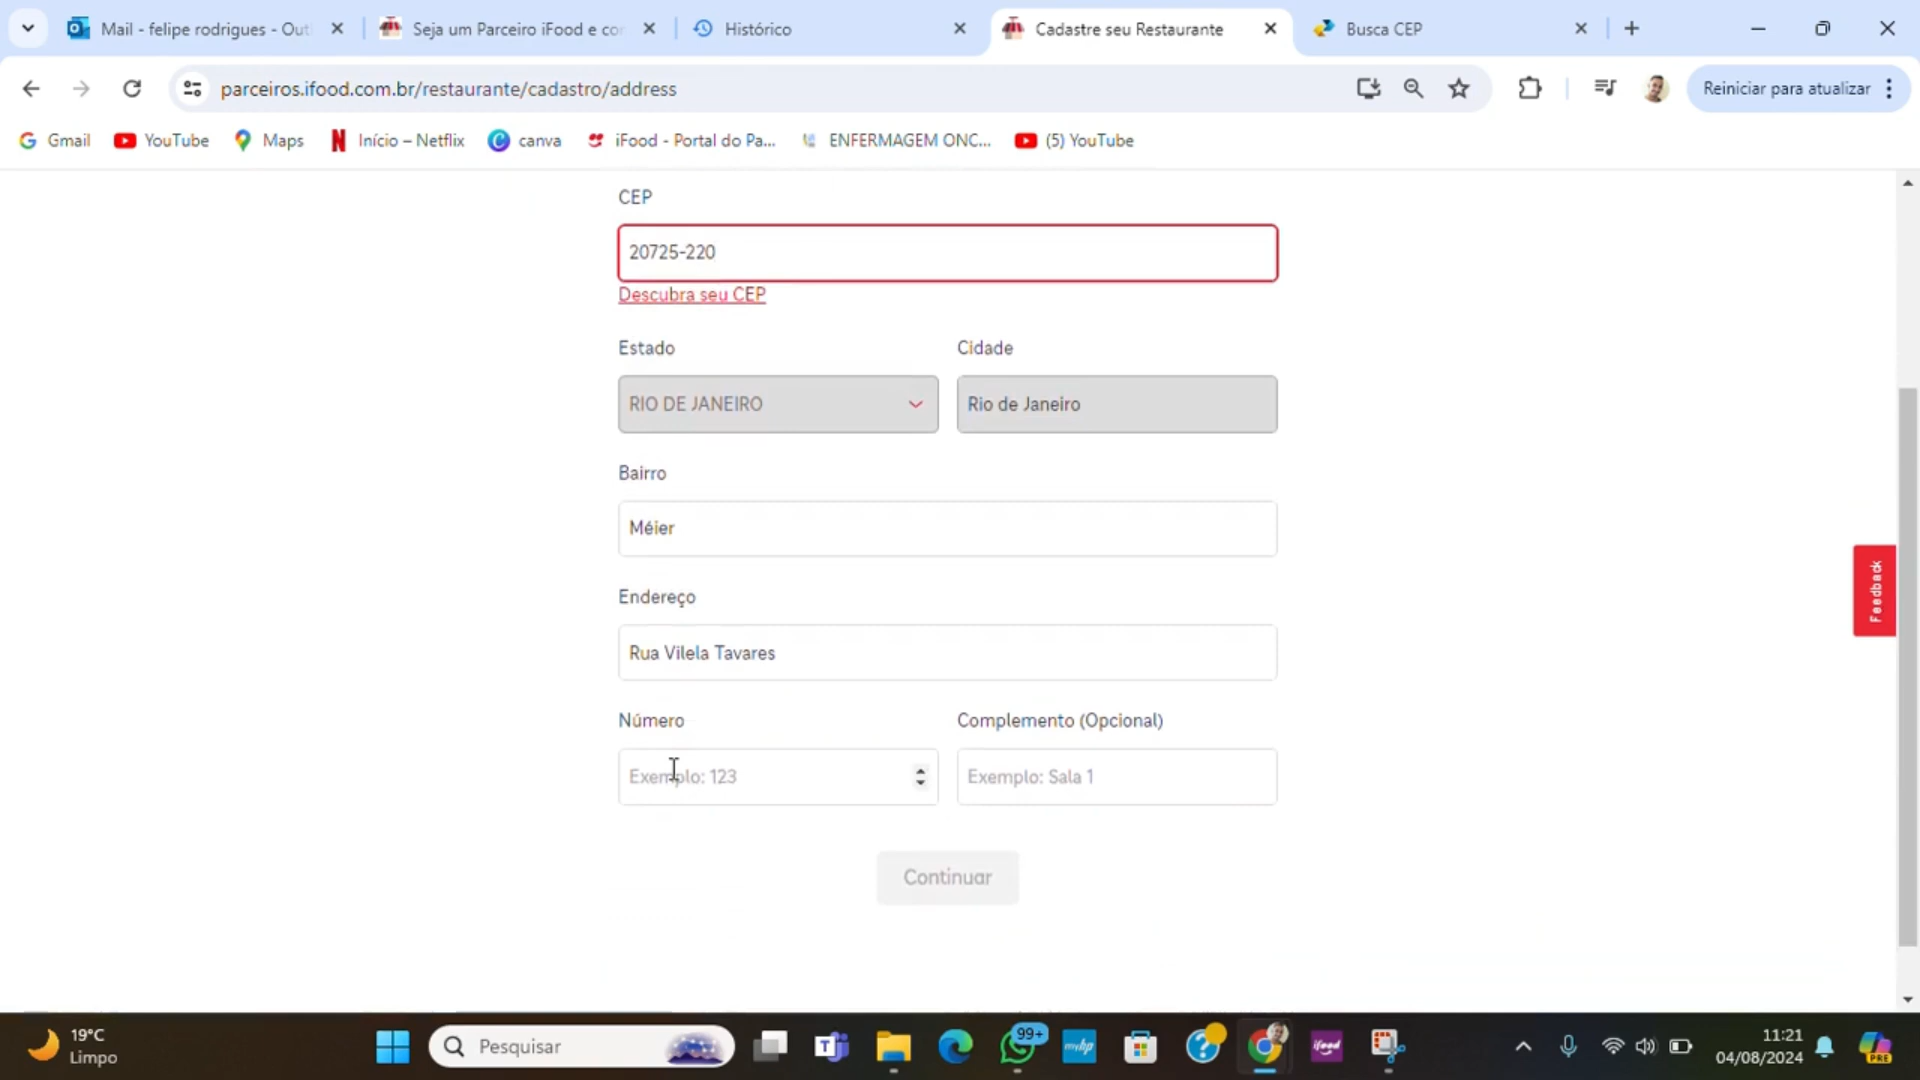 Mail - felipe rodrigues - Out
Seja um Parceiro iFood e co
Histórico
Cadastre seu Restaurante
Busca CEP
parceiros.ifood.com.br/restaurante/cadastro/address
Reiniciar para atualizar
Gmail
YouTube
Maps
Início – Netflix
canva
iFood - Portal do Pa...
ENFERMAGEM ONC...
(5) YouTube
CEP
20725-220
Descubra seu CEP
Estado
Cidade
RIO DE JANEIRO
Rio de Janeiro
Bairro
Méier
Endereço
Rua Vilela Tavares
Número
Complemento (Opcional)
Exemplo: 123
Exemplo: Sala 1
Continuar
Feedback
19°C
Limpo
Pesquisar
99+
myhp
ifood
11:21
04/08/2024
PRE